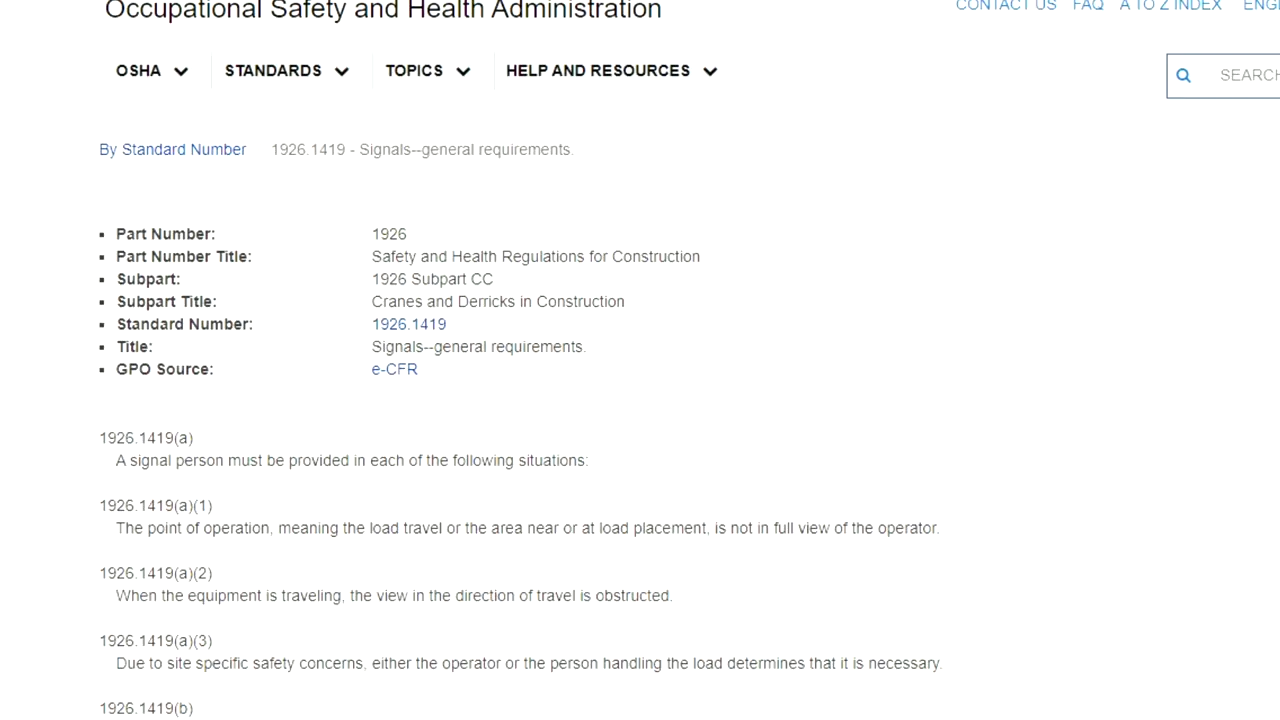 Occupational Safety and Health Administration
CONTACT US FAQ A TO Z INDEX
OSHA STANDARDS TOPICS HELP AND RESOURCES
SEARCH
By Standard Number 1926.1419 - Signals--general requirements.
▪ Part Number: 1926
▪ Part Number Title: Safety and Health Regulations for Construction
▪ Subpart: 1926 Subpart CC
▪ Subpart Title: Cranes and Derricks in Construction
▪ Standard Number: 1926.1419
▪ Title: Signals--general requirements.
▪ GPO Source: e-CFR
1926.1419(a)
A signal person must be provided in each of the following situations:
1926.1419(a)(1)
The point of operation, meaning the load travel or the area near or at load placement, is not in full view of the operator.
1926.1419(a)(2)
When the equipment is traveling, the view in the direction of travel is obstructed.
1926.1419(a)(3)
Due to site specific safety concerns, either the operator or the person handling the load determines that it is necessary.
1926.1419(b)